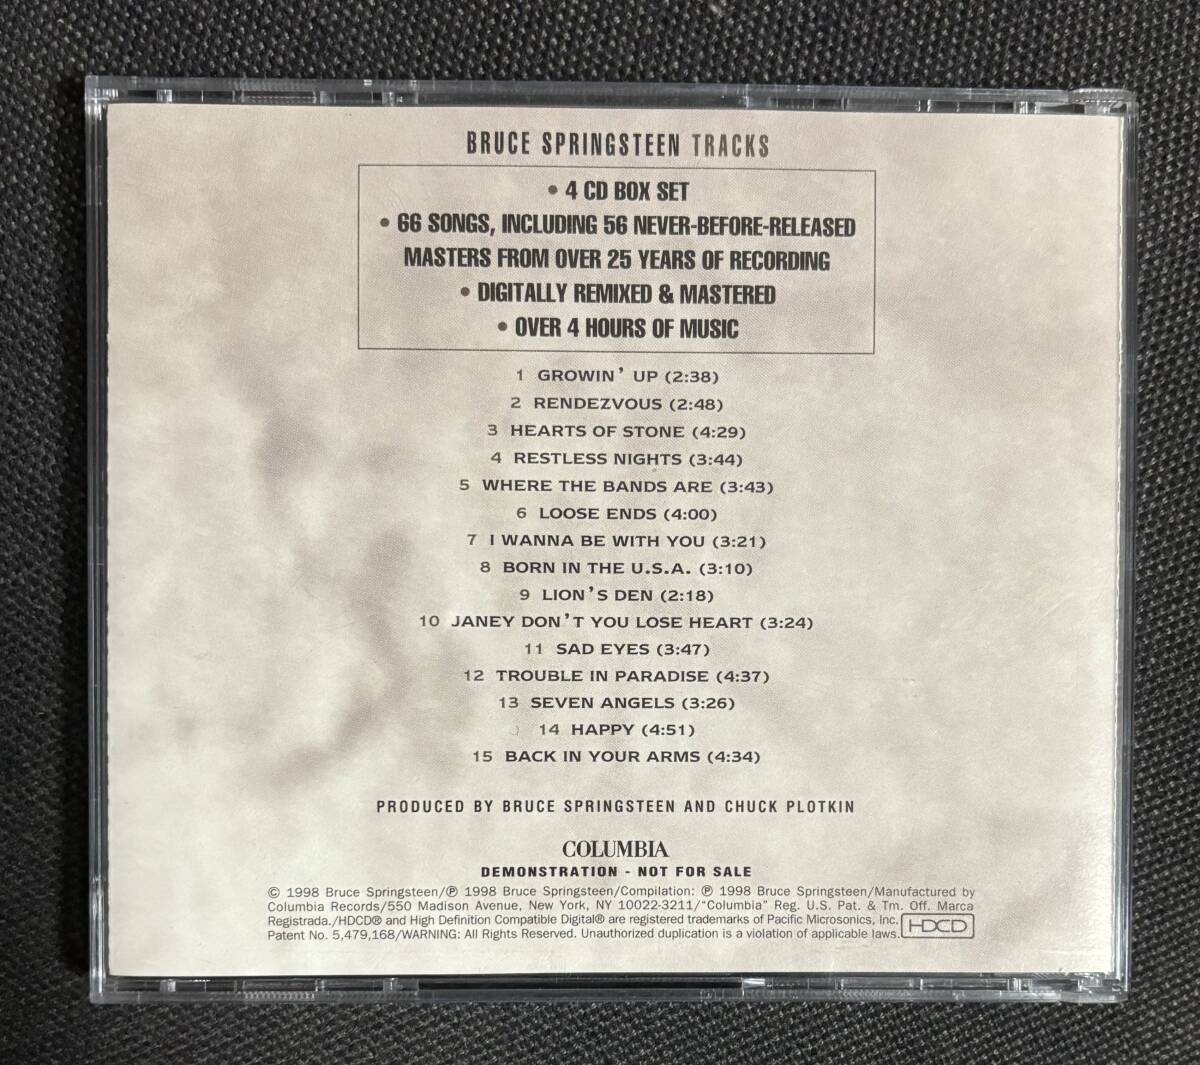 BRUCE SPRINGSTEEN TRACKS
• 4 CD BOX SET
• 66 SONGS, INCLUDING 56 NEVER-BEFORE-RELEASED
MASTERS FROM OVER 25 YEARS OF RECORDING
• DIGITALLY REMIXED & MASTERED
• OVER 4 HOURS OF MUSIC
1 GROWIN' UP (2:38)
2 RENDEZVOUS (2:48)
3 HEARTS OF STONE (4:29)
4 RESTLESS NIGHTS (3:44)
5 WHERE THE BANDS ARE (3:43)
6 LOOSE ENDS (4:00)
7 I WANNA BE WITH YOU (3:21)
8 BORN IN THE U.S.A. (3:10)
9 LION'S DEN (2:18)
10 JANEY DON'T YOU LOSE HEART (3:24)
11 SAD EYES (3:47)
12 TROUBLE IN PARADISE (4:37)
13 SEVEN ANGELS (3:26)
14 HAPPY (4:51)
15 BACK IN YOUR ARMS (4:34)
PRODUCED BY BRUCE SPRINGSTEEN AND CHUCK PLOTKIN
COLUMBIA
DEMONSTRATION - NOT FOR SALE
© 1998 Bruce Springsteen/℗ 1998 Bruce Springsteen/Compilation: ℗ 1998 Bruce Springsteen/Manufactured by
Columbia Records/550 Madison Avenue, New York, NY 10022-3211/"Columbia" Reg. U.S. Pat. & Tm. Off. Marca
Registrada./HDCD® and High Definition Compatible Digital® are registered trademarks of Pacific Microsonics, Inc.
Patent No. 5,479,168/WARNING: All Rights Reserved. Unauthorized duplication is a violation of applicable laws.
HDCD